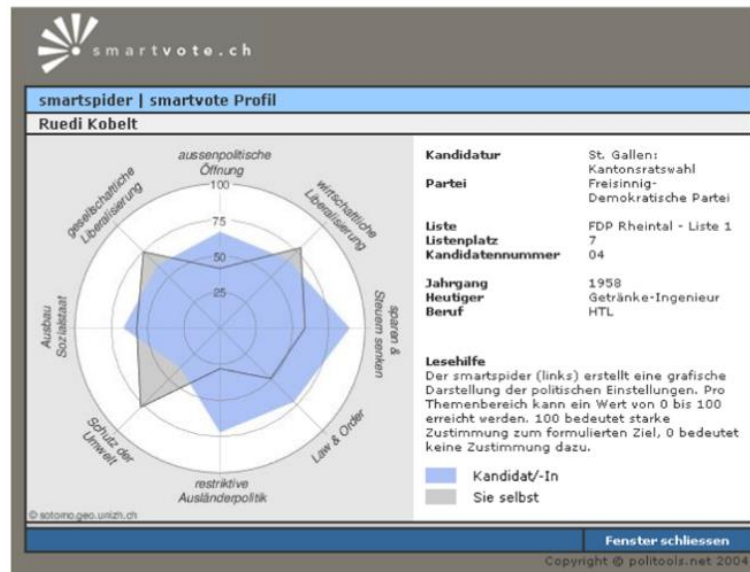 smartvote.ch
smartspider | smartvote Profil
Ruedi Kobelt
aussenpolitische
Öffnung
wirtschaftliche
Liberalisierung
sparen &
Steuern senken
Law & Order
restriktive
Ausländerpolitik
Schutz der
Umwelt
Ausbau
Sozialstaat
gesellschaftliche
Liberalisierung
100
75
50
25
© sotomo.geo.unizh.ch
Kandidatur St. Gallen:
Kantonsratswahl
Partei Freisinnig-
Demokratische Partei
Liste FDP Rheintal - Liste 1
Listenplatz 7
Kandidatennummer 04
Jahrgang 1958
Heutiger Getränke-Ingenieur
Beruf HTL
Lesehilfe
Der smartspider (links) erstellt eine grafische
Darstellung der politischen Einstellungen. Pro
Themenbereich kann ein Wert von 0 bis 100
erreicht werden. 100 bedeutet starke
Zustimmung zum formulierten Ziel, 0 bedeutet
keine Zustimmung dazu.
Kandidat/-In
Sie selbst
Fenster schliessen
Copyright @ politools.net 2004